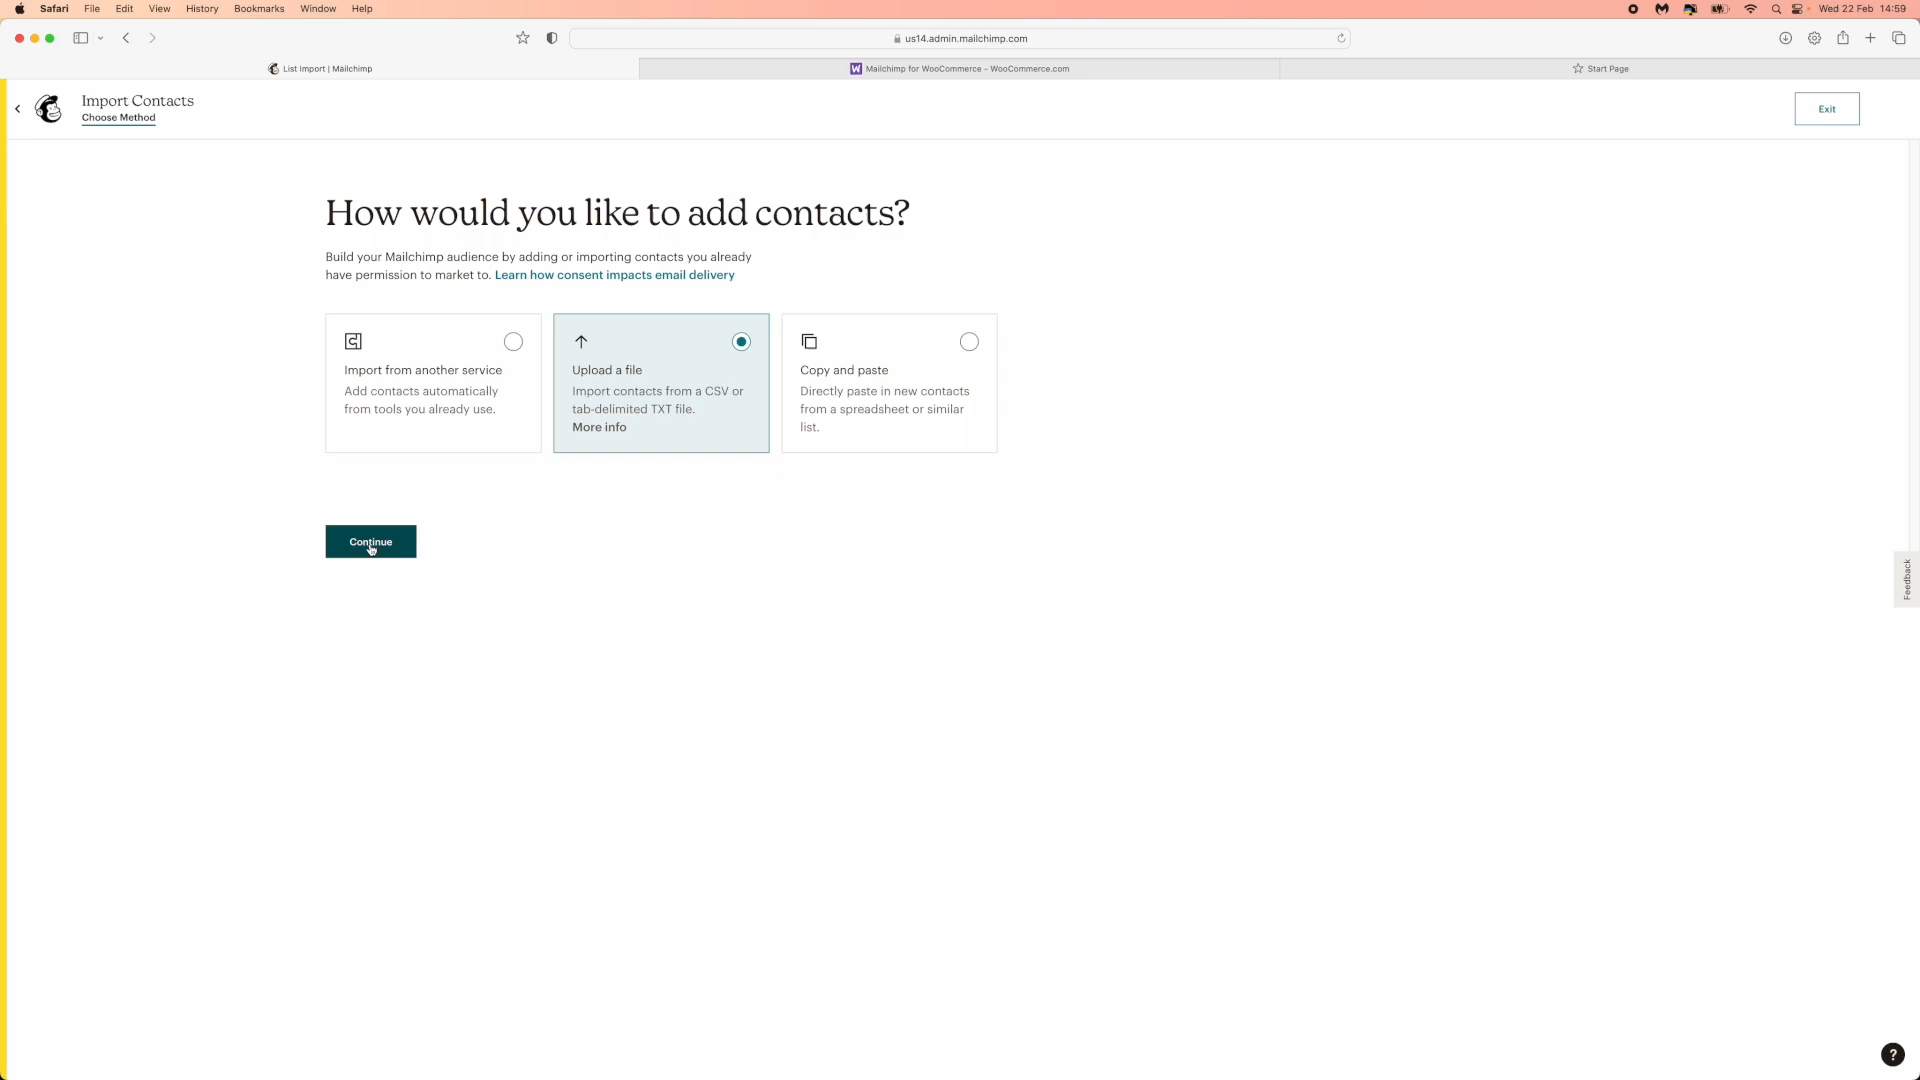 Safari File Edit View History Bookmarks Window Help Wed 22 Feb 14:59
us14.admin.mailchimp.com
List Import | Mailchimp
Mailchimp for WooCommerce - WooCommerce.com
Start Page
Import Contacts
Choose Method
Exit
How would you like to add contacts?
Build your Mailchimp audience by adding or importing contacts you already
have permission to market to. Learn how consent impacts email delivery
Import from another service
Add contacts automatically
from tools you already use.
Upload a file
Import contacts from a CSV or
tab-delimited TXT file.
More info
Copy and paste
Directly paste in new contacts
from a spreadsheet or similar
list.
Continue
Feedback
?